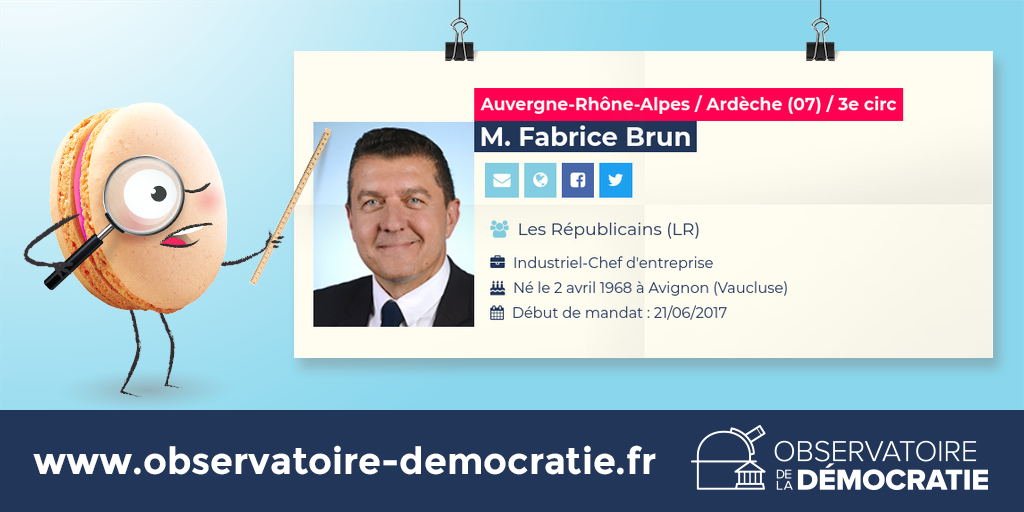 Auvergne-Rhône-Alpes / Ardèche (07) / 3e circ
M. Fabrice Brun
Les Républicains (LR)
Industriel-Chef d'entreprise
Né le 2 avril 1968 à Avignon (Vaucluse)
Début de mandat : 21/06/2017
www.observatoire-democratie.fr
OBSERVATOIRE
DE LA DÉMOCRATIE